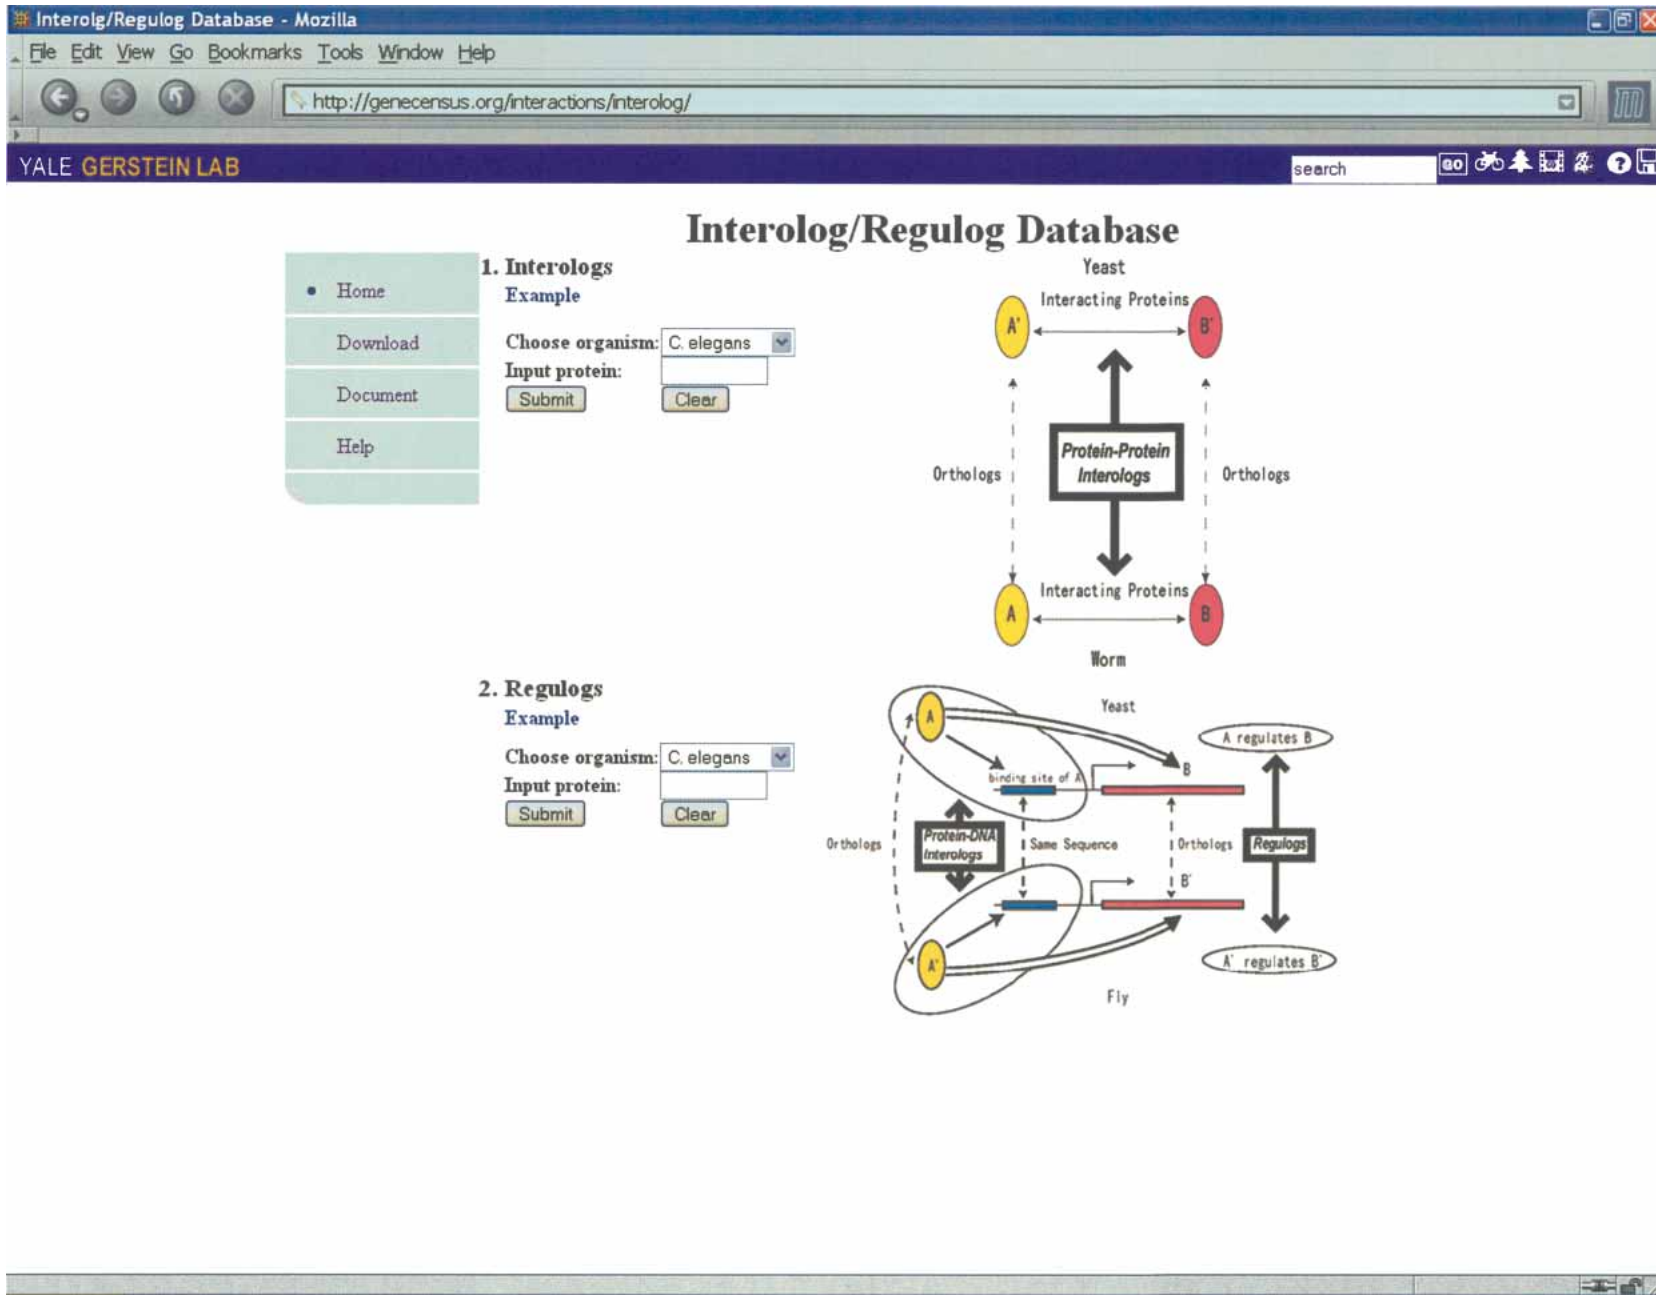 Interolg/Regulog Database - Mozilla
File Edit View Go Bookmarks Tools Window Help
http://genecensus.org/interactions/interolog/
YALE GERSTEIN LAB
search
GO
Interolog/Regulog Database
Home
Download
Document
Help
1. Interologs
Example
Choose organism: C. elegans
Input protein:
Submit Clear
Yeast
Interacting Proteins
A' B'
Protein-Protein
Interologs
Orthologs Orthologs
Interacting Proteins
A B
Worm
2. Regulogs
Example
Choose organism: C. elegans
Input protein:
Submit Clear
Yeast
A
A regulates B
B
binding site of A
Orthologs
Protein-DNA
Interologs
Same Sequence
Orthologs
Regulogs
B'
A'
A' regulates B'
Fly